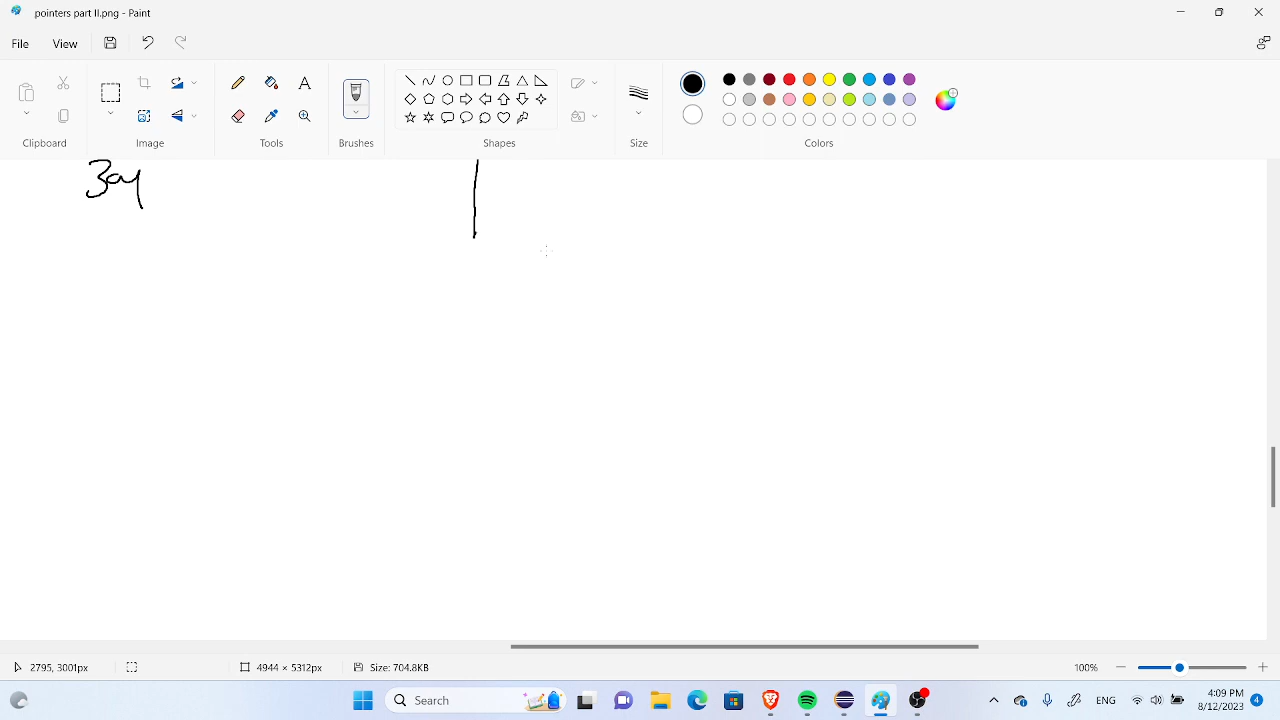 pointers part II.png - Paint
File View
Clipboard Image Tools Brushes Shapes Size Colors
2795, 3001px 4944 × 5312px Size: 704.8KB 100%
Search ENG 4:09 PM
8/12/2023 4